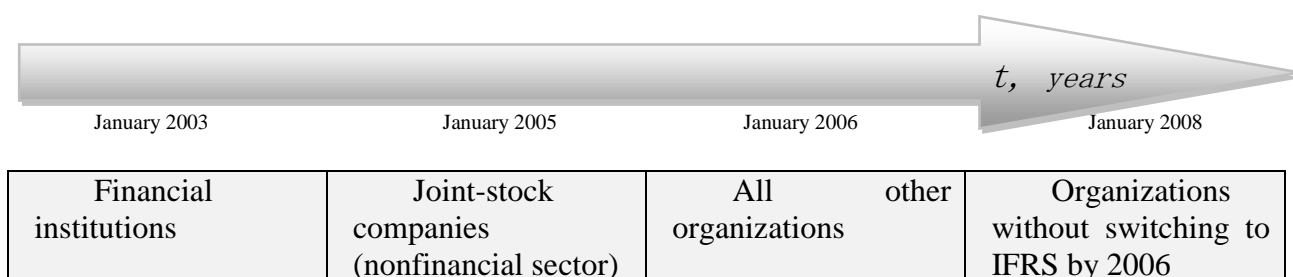 t, years
January 2003 January 2005 January 2006 January 2008
Financial institutions
Joint-stock companies (nonfinancial sector)
All other organizations
Organizations without switching to IFRS by 2006